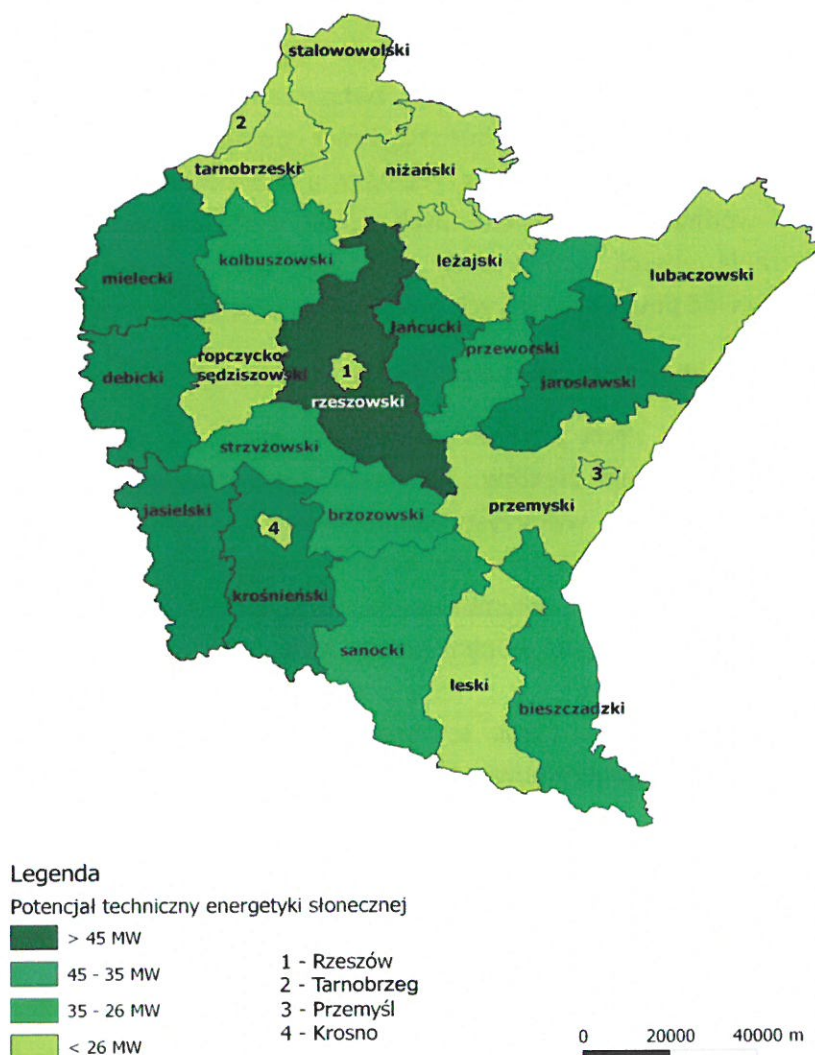 stalowowolski
2
tarnobrzeski
niżański
kolbuszowski
leżajski
lubaczowski
mielecki
łańcucki
przeworski
ropczycko-
sędziszowski
debicki
1
jarosławski
rzeszowski
strzyżowski
3
jasielski
przemyski
brzozowski
4
krośnieński
sanocki
leski
bieszczadzki
Legenda
Potencjał techniczny energetyki słonecznej
> 45 MW
45 - 35 MW
35 - 26 MW
< 26 MW
1 - Rzeszów
2 - Tarnobrzeg
3 - Przemyśl
4 - Krosno
0 20000 40000 m